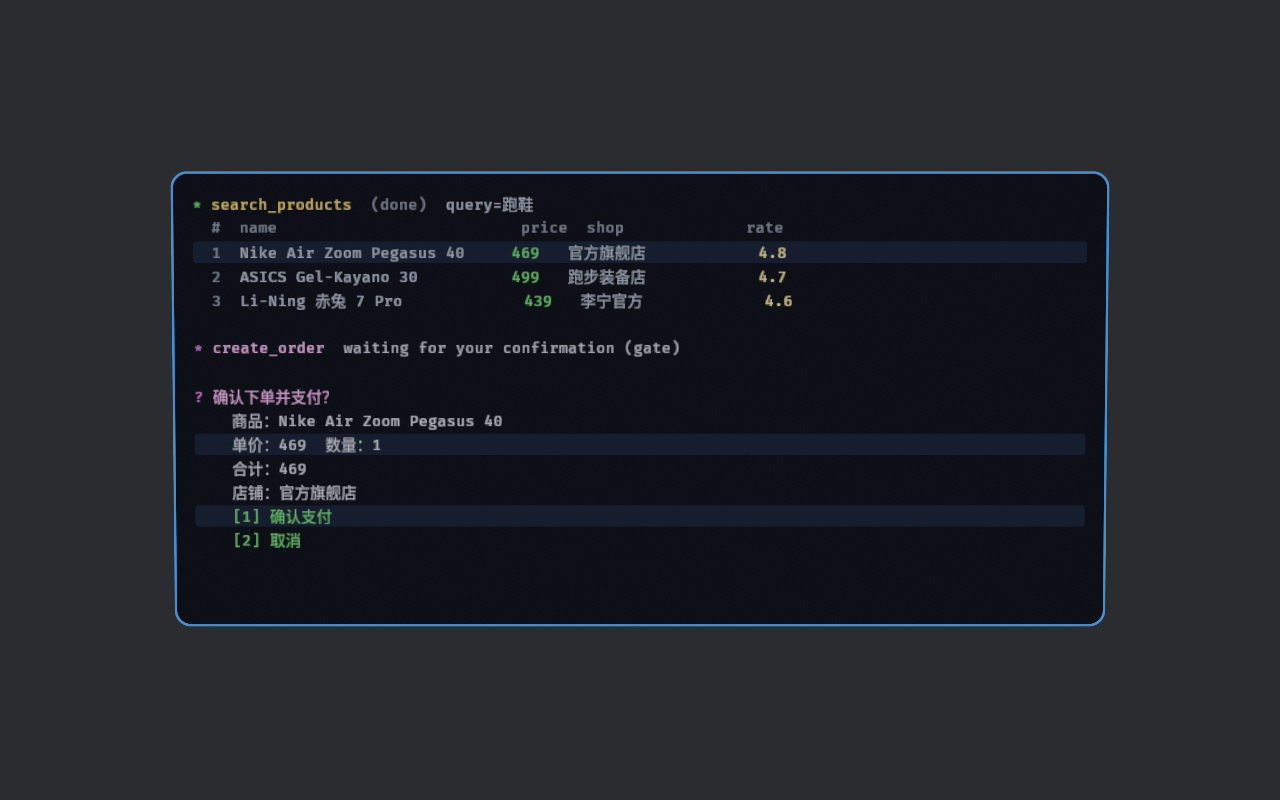 * search_products (done) query=跑鞋
# name price shop rate
1 Nike Air Zoom Pegasus 40 469 官方旗舰店 4.8
2 ASICS Gel-Kayano 30 499 跑步装备店 4.7
3 Li-Ning 赤兔 7 Pro 439 李宁官方 4.6
* create_order waiting for your confirmation (gate)
? 确认下单并支付?
商品: Nike Air Zoom Pegasus 40
单价: 469 数量: 1
合计: 469
店铺: 官方旗舰店
[1] 确认支付
[2] 取消